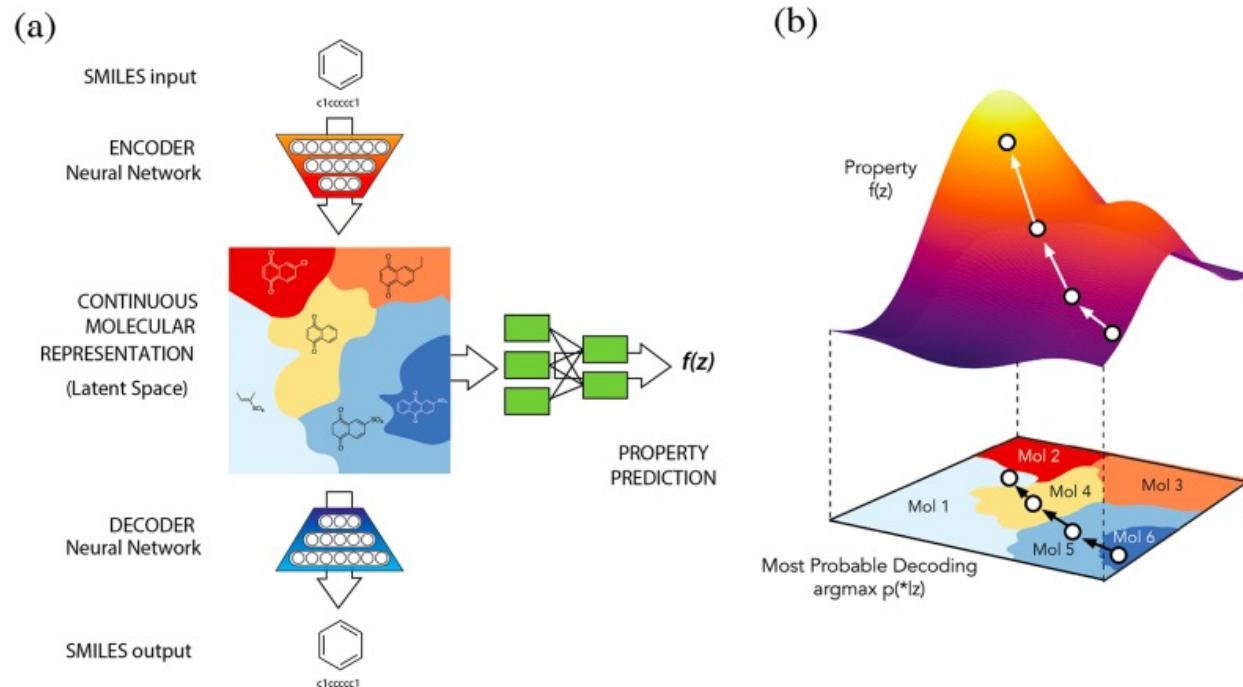 (a)
SMILES input
c1ccccc1
ENCODER
Neural Network
CONTINUOUS
MOLECULAR
REPRESENTATION
(Latent Space)
f(z)
PROPERTY
PREDICTION
DECODER
Neural Network
SMILES output
c1ccccc1
(b)
Property
f(z)
Mol 1
Mol 2
Mol 3
Mol 4
Mol 5
Mol 6
Most Probable Decoding
argmax p(*|z)